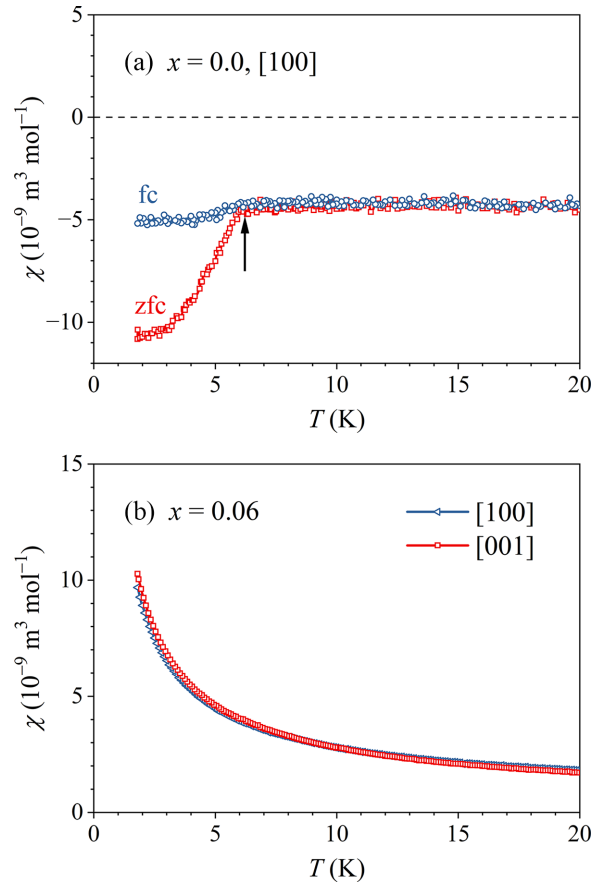 5
(a) x = 0.0, [100]
0
fc
−5
zfc
−10
χ (10⁻⁹ m³ mol⁻¹)
0 5 10 15 20
T (K)
15
(b) x = 0.06
[100]
[001]
10
5
0
χ (10⁻⁹ m³ mol⁻¹)
0 5 10 15 20
T (K)